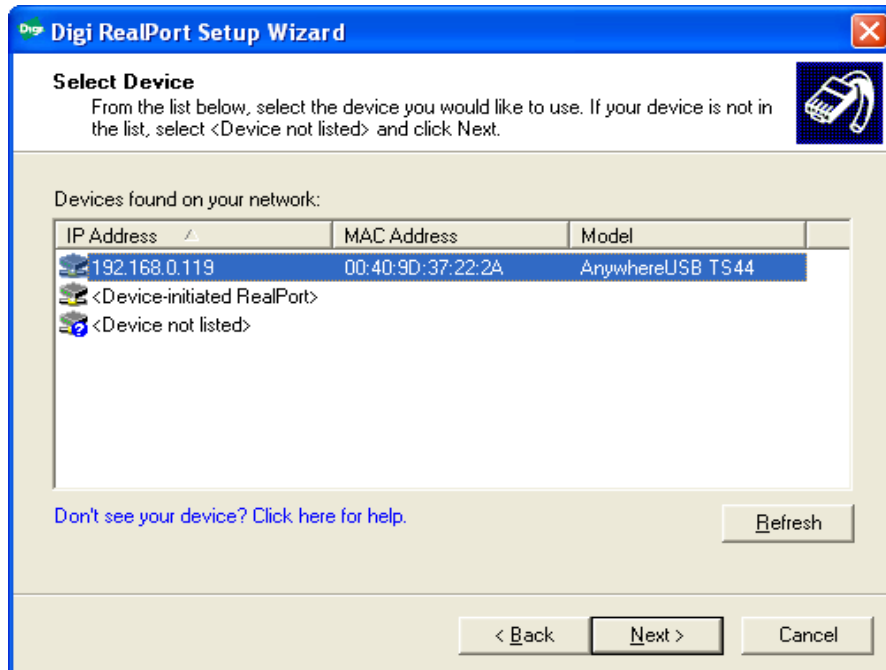 Digi Digi RealPort Setup Wizard
Select Device
From the list below, select the device you would like to use. If your device is not in
the list, select <Device not listed> and click Next.
Devices found on your network:
IP Address MAC Address Model
192.168.0.119 00:40:9D:37:22:2A AnywhereUSB TS44
<Device-initiated RealPort>
<Device not listed>
Don't see your device? Click here for help.
Refresh
< Back Next > Cancel